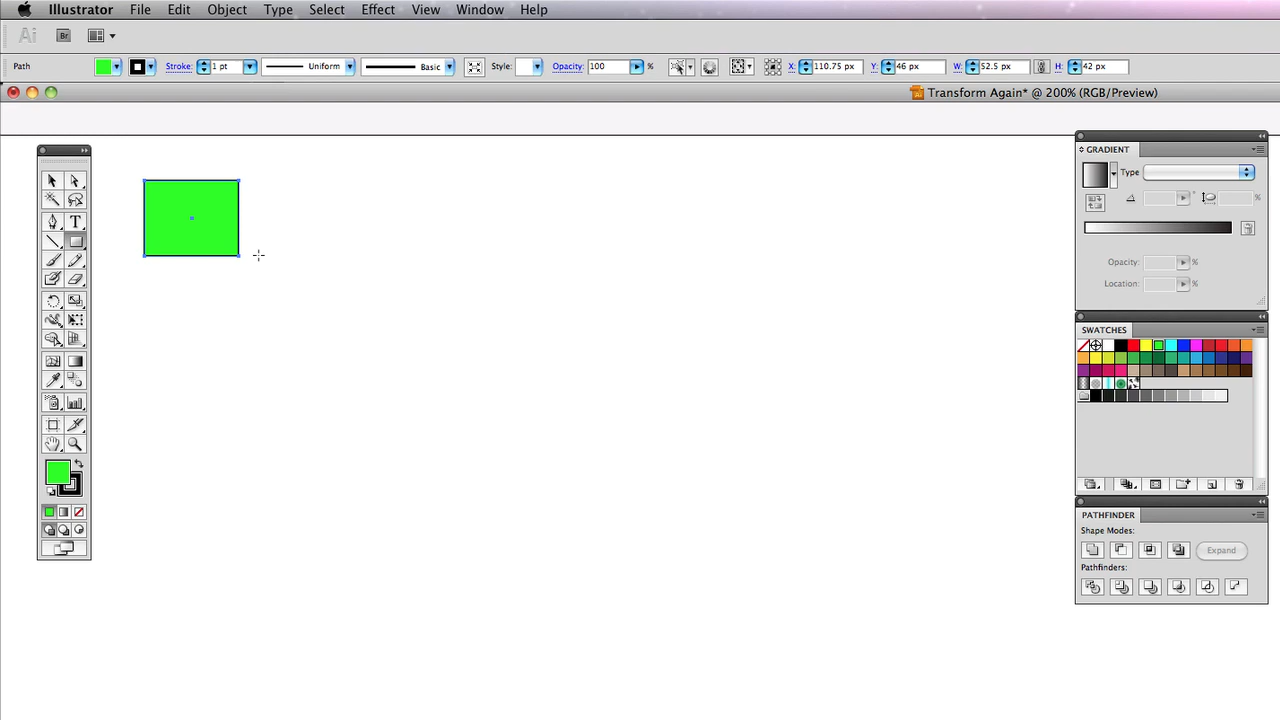 Illustrator File Edit Object Type Select Effect View Window Help
Ai Br
Path Stroke: 1 pt Uniform Basic Style: Opacity: 100 % X: 110.75 px Y: 46 px W: 52.5 px H: 42 px
Transform Again* @ 200% (RGB/Preview)
GRADIENT
Type
°
%
T
Opacity: %
Location: %
SWATCHES
PATHFINDER
Shape Modes:
Expand
Pathfinders: